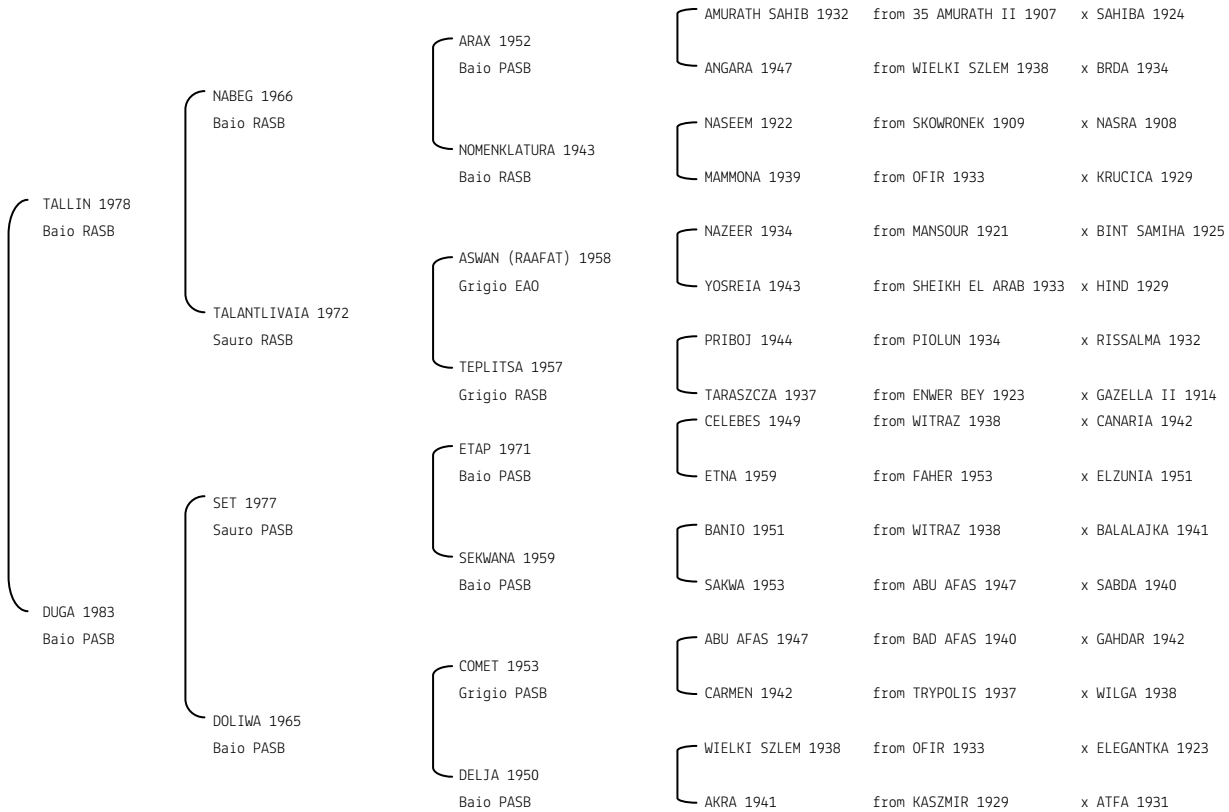 AMURATH SAHIB 1932 from 35 AMURATH II 1907 x SAHIBA 1924
ARAX 1952
Baio PASB
ANGARA 1947 from WIELKI SZLEM 1938 x BRDA 1934
NABEG 1966
Baio RASB
NASEEM 1922 from SKOWRONEK 1909 x NASRA 1908
NOMENKLATURA 1943
Baio RASB
MAMMONA 1939 from OFIR 1933 x KRUCICA 1929
TALLIN 1978
Baio RASB
NAZEER 1934 from MANSOUR 1921 x BINT SAMIHA 1925
ASWAN (RAAFAT) 1958
Grigio EAO
YOSREIA 1943 from SHEIKH EL ARAB 1933 x HIND 1929
TALANTLIVAIA 1972
Sauro RASB
PRIBOJ 1944 from PIOLUN 1934 x RISSALMA 1932
TEPLITSA 1957
Grigio RASB
TARASZCZA 1937 from ENWER BEY 1923 x GAZELLA II 1914
CELEBES 1949 from WITRAZ 1938 x CANARIA 1942
ETAP 1971
Baio PASB
ETNA 1959 from FAHER 1953 x ELZUNIA 1951
SET 1977
Sauro PASB
BANIO 1951 from WITRAZ 1938 x BALALAJKA 1941
SEKWANA 1959
Baio PASB
SAKWA 1953 from ABU AFAS 1947 x SABDA 1940
DUGA 1983
Baio PASB
ABU AFAS 1947 from BAD AFAS 1940 x GAHDAR 1942
COMET 1953
Grigio PASB
CARMEN 1942 from TRYPOLIS 1937 x WILGA 1938
DOLIWA 1965
Baio PASB
WIELKI SZLEM 1938 from OFIR 1933 x ELEGANTKA 1923
DELJA 1950
Baio PASB
AKRA 1941 from KASZMIR 1929 x ATFA 1931